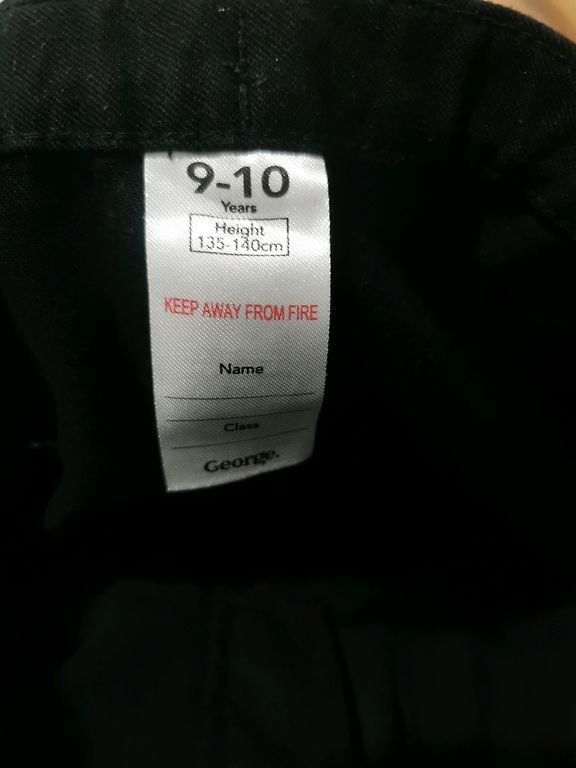 9-10
Years
Height
135-140cm
KEEP AWAY FROM FIRE
Name
Class
George.